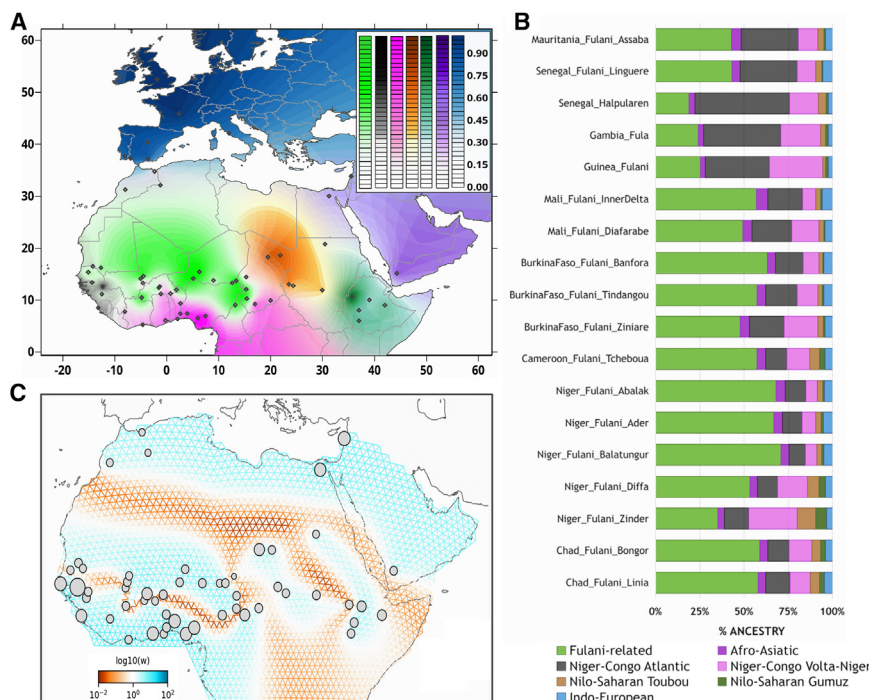 A
60
50
40
30
20
10
0
-20
-10
0
10
20
30
40
50
60
0.90
0.75
0.60
0.45
0.30
0.15
0.00
B
Mauritania_Fulani_Assaba
Senegal_Fulani_Linguere
Senegal_Halpularen
Gambia_Fula
Guinea_Fulani
Mali_Fulani_InnerDelta
Mali_Fulani_Diafarabe
BurkinaFaso_Fulani_Banfora
BurkinaFaso_Fulani_Tindangou
BurkinaFaso_Fulani_Ziniare
Cameroon_Fulani_Tcheboua
Niger_Fulani_Abalak
Niger_Fulani_Ader
Niger_Fulani_Balatungur
Niger_Fulani_Diffa
Niger_Fulani_Zinder
Chad_Fulani_Bongor
Chad_Fulani_Linia
0% 25% 50% 75% 100%
% ANCESTRY
Fulani-related
Afro-Asiatic
Niger-Congo Atlantic
Niger-Congo Volta-Niger
Nilo-Saharan Toubou
Nilo-Saharan Gumuz
Indo-European
C
log10(w)
10⁻² 10⁰ 10²